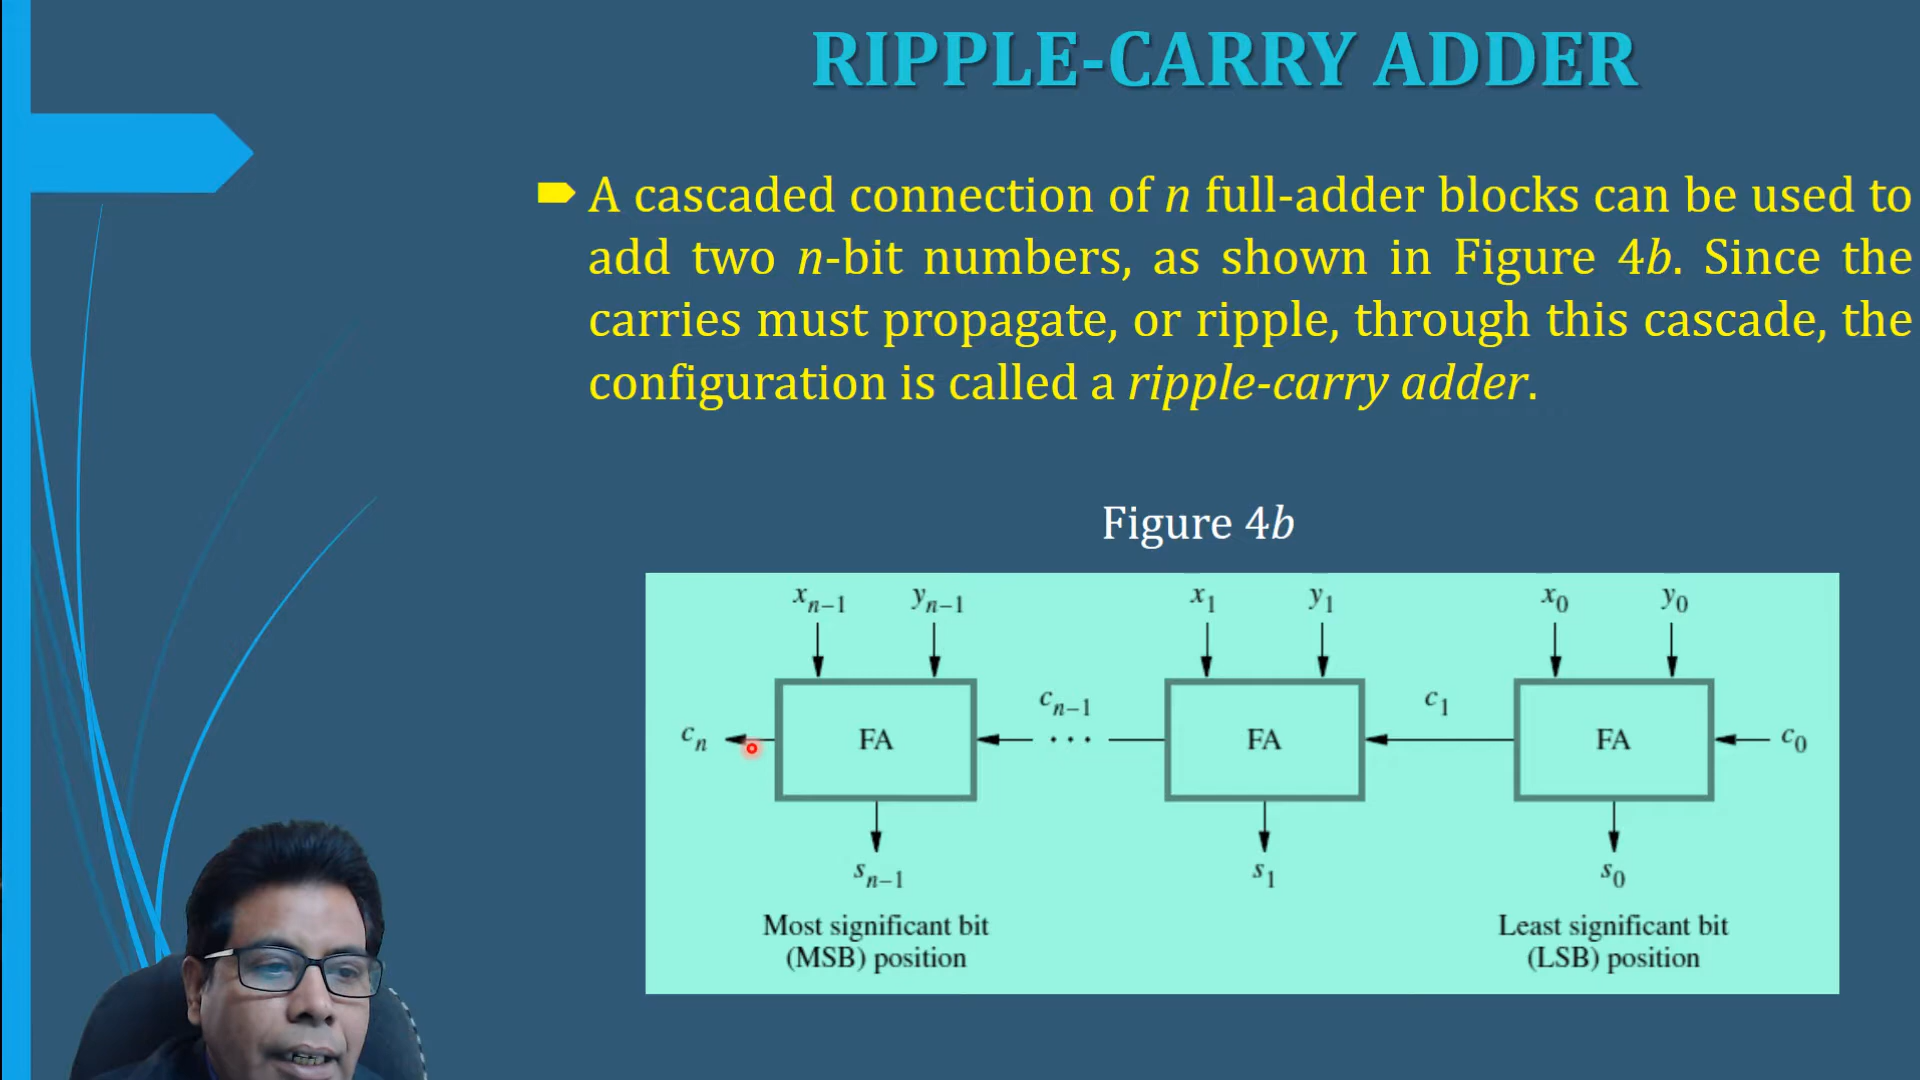 RIPPLE-CARRY ADDER
A cascaded connection of n full-adder blocks can be used to
add two n-bit numbers, as shown in Figure 4b. Since the
carries must propagate, or ripple, through this cascade, the
configuration is called a ripple-carry adder.
Figure 4b
xn−1 yn−1 x1 y1 x0 y0
cn FA cn−1 ··· FA c1 FA c0
sn−1 s1 s0
Most significant bit Least significant bit
(MSB) position (LSB) position